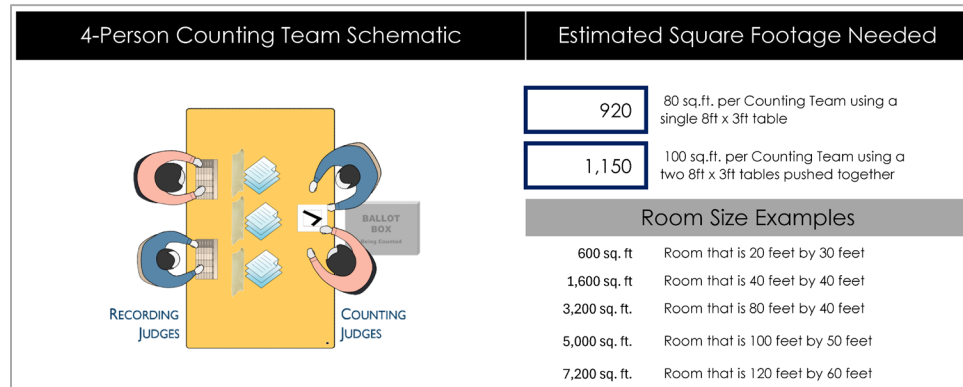 4-Person Counting Team Schematic
Estimated Square Footage Needed
BALLOT
BOX
Being Counted
RECORDING
JUDGES
COUNTING
JUDGES
920
80 sq.ft. per Counting Team using a
single 8ft x 3ft table
1,150
100 sq.ft. per Counting Team using a
two 8ft x 3ft tables pushed together
Room Size Examples
600 sq. ft Room that is 20 feet by 30 feet
1,600 sq. ft Room that is 40 feet by 40 feet
3,200 sq. ft. Room that is 80 feet by 40 feet
5,000 sq. ft. Room that is 100 feet by 50 feet
7,200 sq. ft. Room that is 120 feet by 60 feet